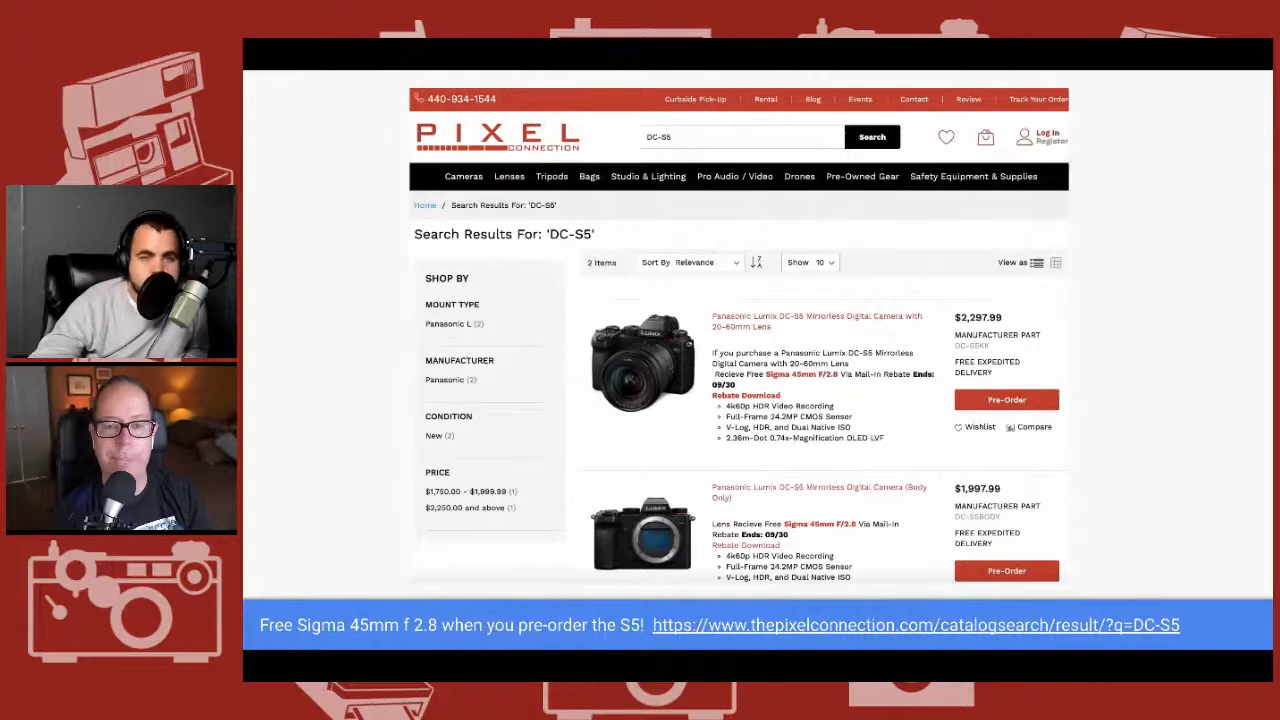 440-934-1544
Curbside Pick-Up | Rental | Blog | Events | Contact | Review | Track Your Order
PIXEL
CONNECTION
DC-S5
Search
Log In
Register
Cameras Lenses Tripods Bags Studio & Lighting Pro Audio / Video Drones Pre-Owned Gear Safety Equipment & Supplies
Home / Search Results For: 'DC-S5'
Search Results For: 'DC-S5'
2 Items
Sort By Relevance
Show 10
View as
SHOP BY
MOUNT TYPE
Panasonic L (2)
MANUFACTURER
Panasonic (2)
CONDITION
New (2)
PRICE
$1,750.00 - $1,999.99 (1)
$2,250.00 and above (1)
LUMIX
Panasonic Lumix DC-S5 Mirrorless Digital Camera with
20-60mm Lens
If you purchase a Panasonic Lumix DC-S5 Mirrorless
Digital Camera with 20-60mm Lens
Recieve Free Sigma 45mm F/2.8 Via Mail-In Rebate Ends:
09/30
Rebate Download
4k60p HDR Video Recording
Full-Frame 24.2MP CMOS Sensor
V-Log, HDR, and Dual Native ISO
2.36m-Dot 0.74x-Magnification OLED LVF
$2,297.99
MANUFACTURER PART
DC-S5KK
FREE EXPEDITED
DELIVERY
Pre-Order
Wishlist
Compare
Panasonic Lumix DC-S5 Mirrorless Digital Camera (Body
Only)
Lens Recieve Free Sigma 45mm F/2.8 Via Mail-In
Rebate Ends: 09/30
Rebate Download
4k60p HDR Video Recording
Full-Frame 24.2MP CMOS Sensor
V-Log, HDR, and Dual Native ISO
$1,997.99
MANUFACTURER PART
DC-S5BODY
FREE EXPEDITED
DELIVERY
Pre-Order
Free Sigma 45mm f 2.8 when you pre-order the S5! https://www.thepixelconnection.com/catalogsearch/result/?q=DC-S5